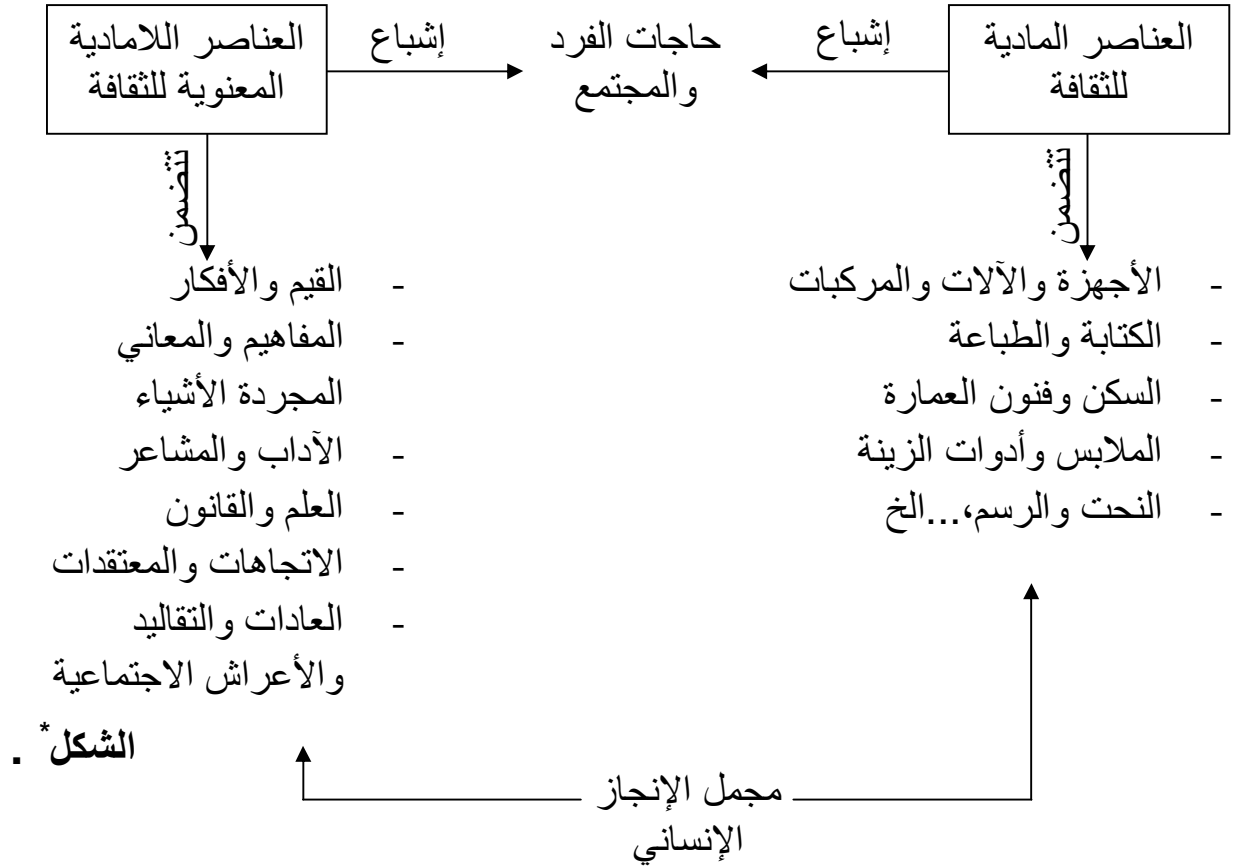 العناصر المادية
للثقافة
إشباع
حاجات الفرد
والمجتمع
إشباع
العناصر اللامادية
المعنوية للثقافة
تتضمن
- الأجهزة والآلات والمركبات
- الكتابة والطباعة
- السكن وفنون العمارة
- الملابس وأدوات الزينة
- النحت والرسم،...الخ
تتضمن
- القيم والأفكار
- المفاهيم والمعاني
المجردة الأشياء
- الآداب والمشاعر
- العلم والقانون
- الاتجاهات والمعتقدات
- العادات والتقاليد
والأعراش الاجتماعية
الشكل* .
مجمل الإنجاز
الإنساني